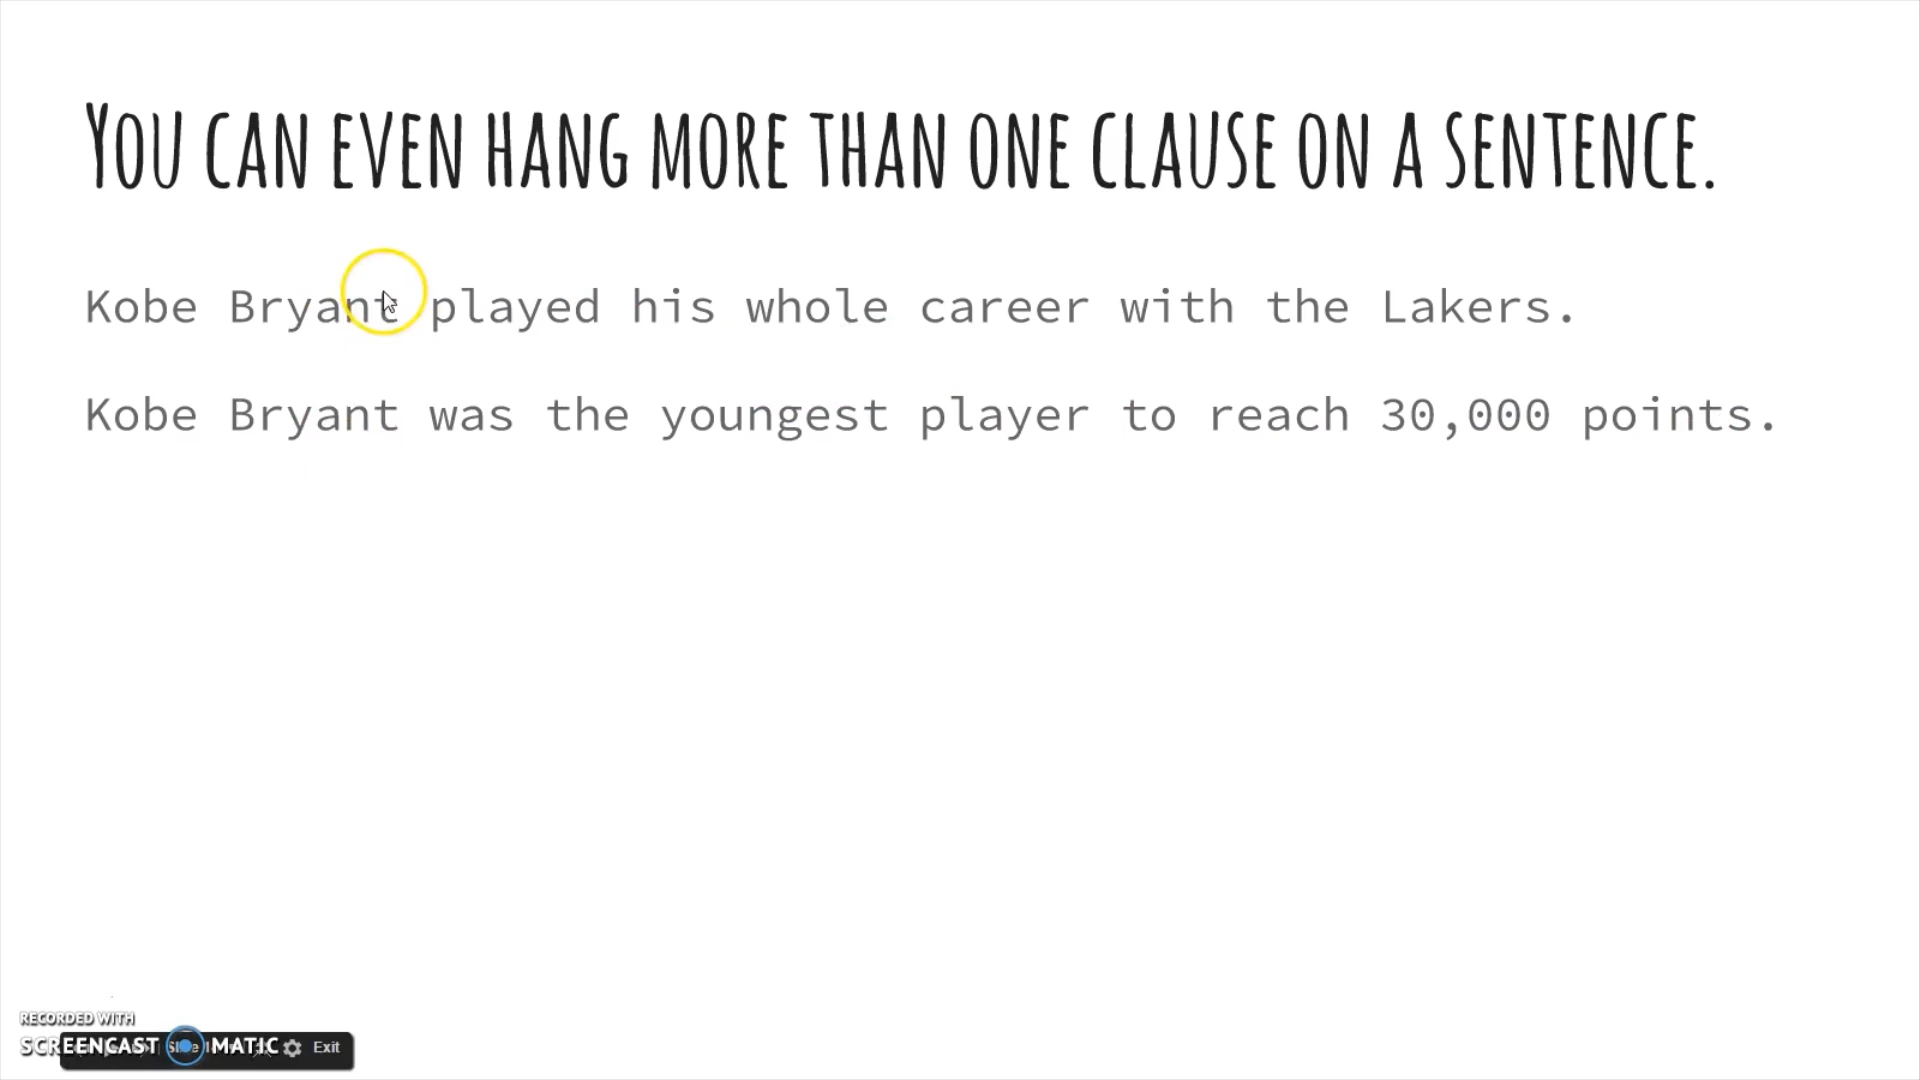 You can even hang more than one clause on a sentence.
Kobe Bryant played his whole career with the Lakers.
Kobe Bryant was the youngest player to reach 30,000 points.
RECORDED WITH
SCREENCAST MATIC
Exit